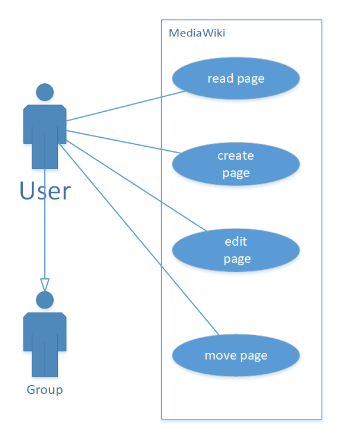 MediaWiki
read page
create
page
User
edit
page
move page
Group